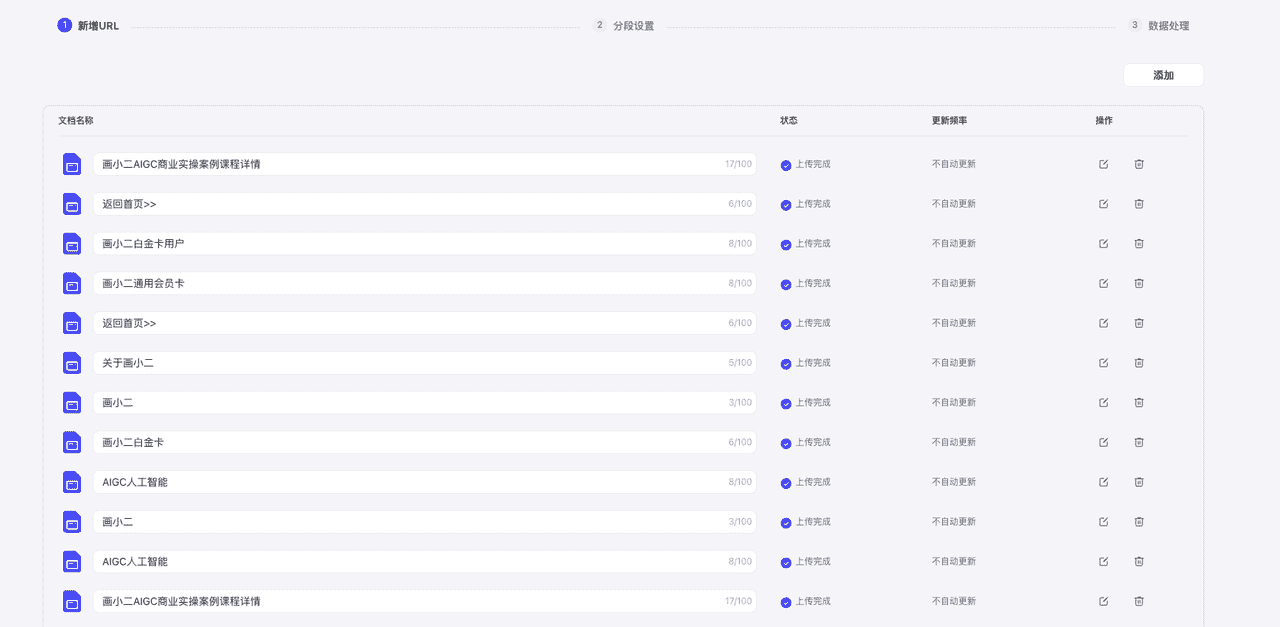 1 新增URL 2 分段设置 3 数据处理
添加
文档名称 状态 更新频率 操作
画小二AIGC商业实操案例课程详情 17/100 上传完成 不自动更新
返回首页>> 6/100 上传完成 不自动更新
画小二白金卡用户 8/100 上传完成 不自动更新
画小二通用会员卡 8/100 上传完成 不自动更新
返回首页>> 6/100 上传完成 不自动更新
关于画小二 5/100 上传完成 不自动更新
画小二 3/100 上传完成 不自动更新
画小二白金卡 6/100 上传完成 不自动更新
AIGC人工智能 8/100 上传完成 不自动更新
画小二 3/100 上传完成 不自动更新
AIGC人工智能 8/100 上传完成 不自动更新
画小二AIGC商业实操案例课程详情 17/100 上传完成 不自动更新